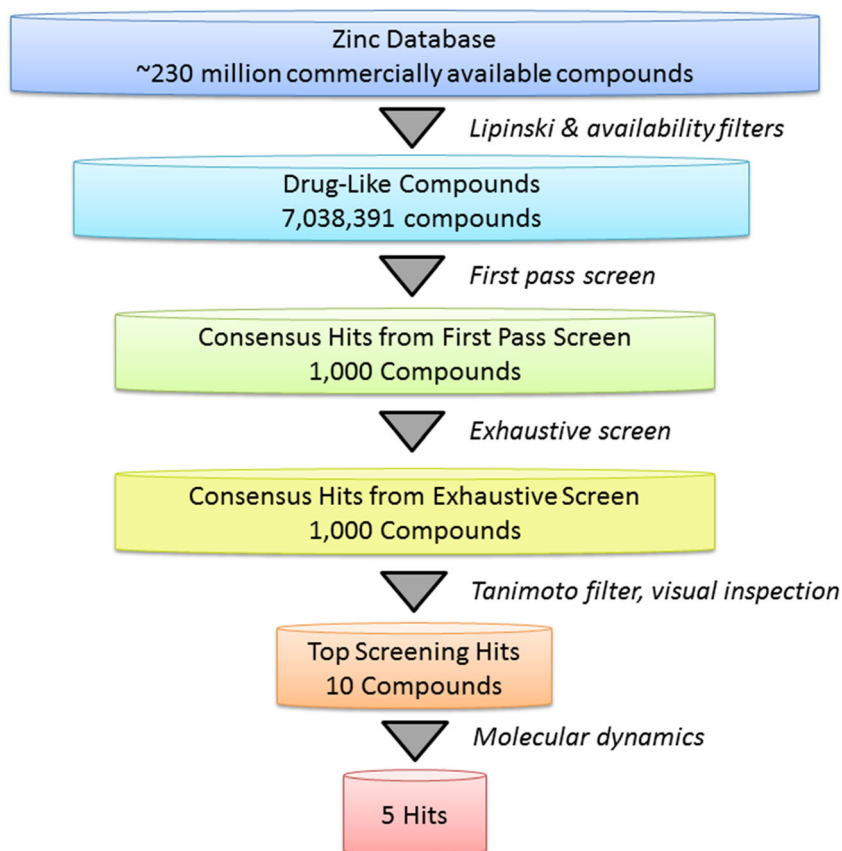 Zinc Database
~230 million commercially available compounds
Lipinski & availability filters
Drug-Like Compounds
7,038,391 compounds
First pass screen
Consensus Hits from First Pass Screen
1,000 Compounds
Exhaustive screen
Consensus Hits from Exhaustive Screen
1,000 Compounds
Tanimoto filter, visual inspection
Top Screening Hits
10 Compounds
Molecular dynamics
5 Hits